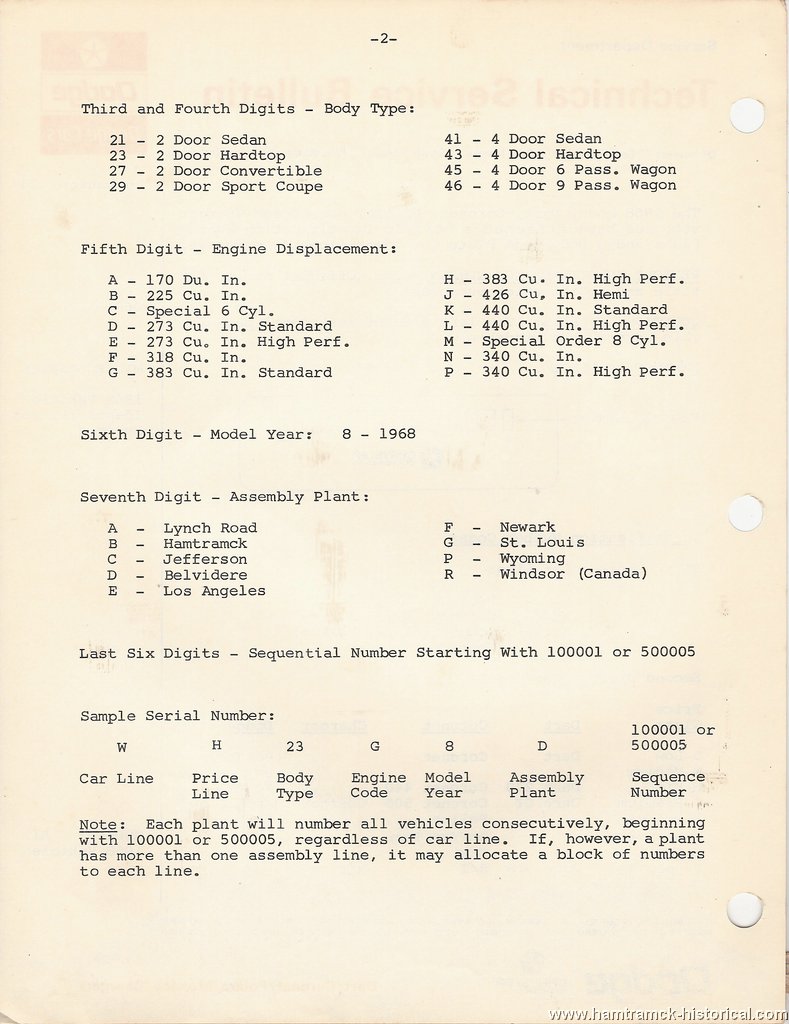 -2-
Third and Fourth Digits - Body Type:
21 - 2 Door Sedan
23 - 2 Door Hardtop
27 - 2 Door Convertible
29 - 2 Door Sport Coupe
41 - 4 Door Sedan
43 - 4 Door Hardtop
45 - 4 Door 6 Pass. Wagon
46 - 4 Door 9 Pass. Wagon
Fifth Digit - Engine Displacement:
A - 170 Du. In.
B - 225 Cu. In.
C - Special 6 Cyl.
D - 273 Cu. In. Standard
E - 273 Cu. In. High Perf.
F - 318 Cu. In.
G - 383 Cu. In. Standard
H - 383 Cu. In. High Perf.
J - 426 Cu, In. Hemi
K - 440 Cu. In. Standard
L - 440 Cu. In. High Perf.
M - Special Order 8 Cyl.
N - 340 Cu. In.
P - 340 Cu. In. High Perf.
Sixth Digit - Model Year: 8 - 1968
Seventh Digit - Assembly Plant:
A - Lynch Road
B - Hamtramck
C - Jefferson
D - Belvidere
E - Los Angeles
F - Newark
G - St. Louis
P - Wyoming
R - Windsor (Canada)
Last Six Digits - Sequential Number Starting With 100001 or 500005
Sample Serial Number:
100001 or
W H 23 G 8 D 500005
Car Line Price Body Engine Model Assembly Sequence
Line Type Code Year Plant Number
Note: Each plant will number all vehicles consecutively, beginning
with 100001 or 500005, regardless of car line. If, however, a plant
has more than one assembly line, it may allocate a block of numbers
to each line.
www.hamtramck-historical.com